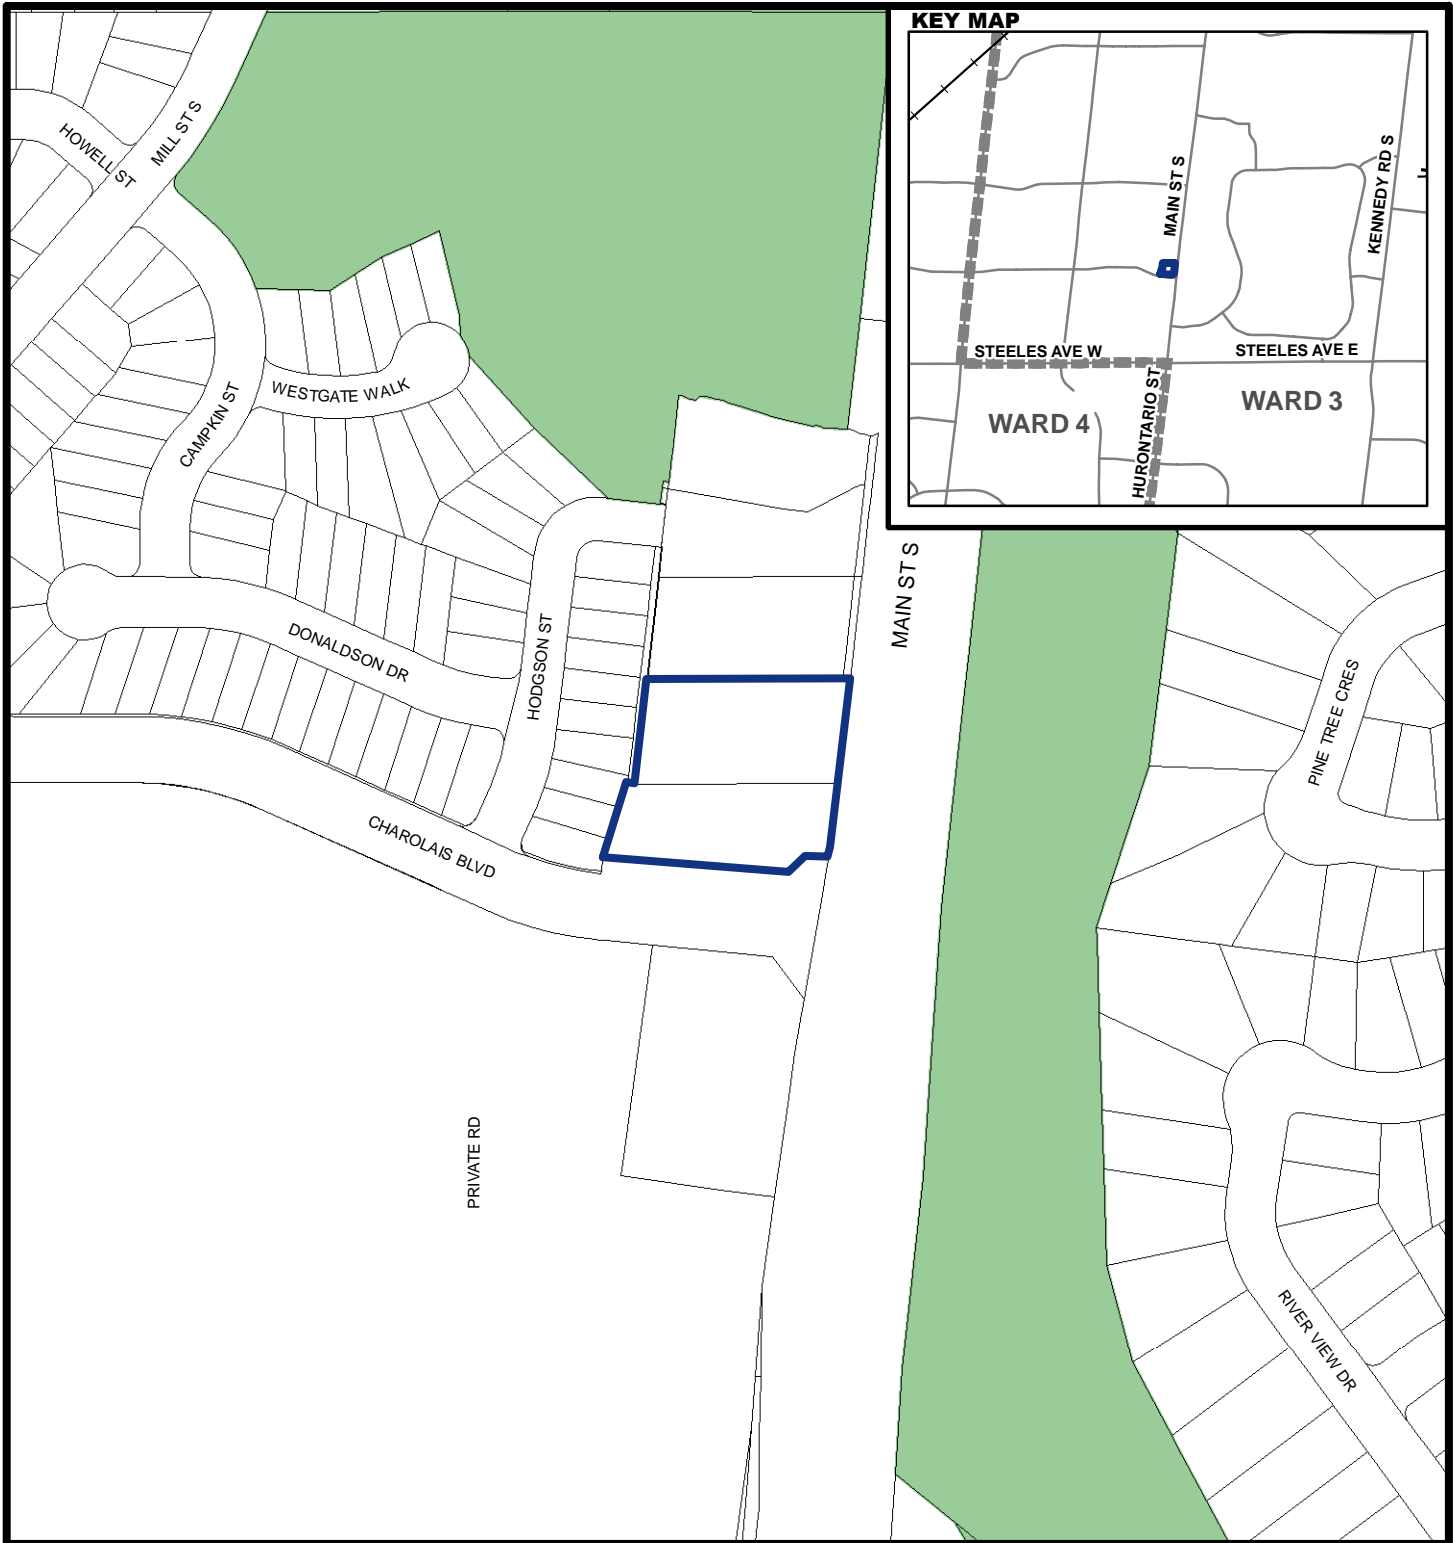 KEY MAP
MAIN ST S
KENNEDY RD S
STEELES AVE W
STEELES AVE E
WARD 4
WARD 3
HURONTARIO ST
HOWELL ST
MILL ST S
WESTGATE WALK
CAMPKIN ST
MAIN ST S
DONALDSON DR
HODGSON ST
PINE TREE CRES
CHAROLAIS BLVD
PRIVATE RD
RIVER VIEW DR